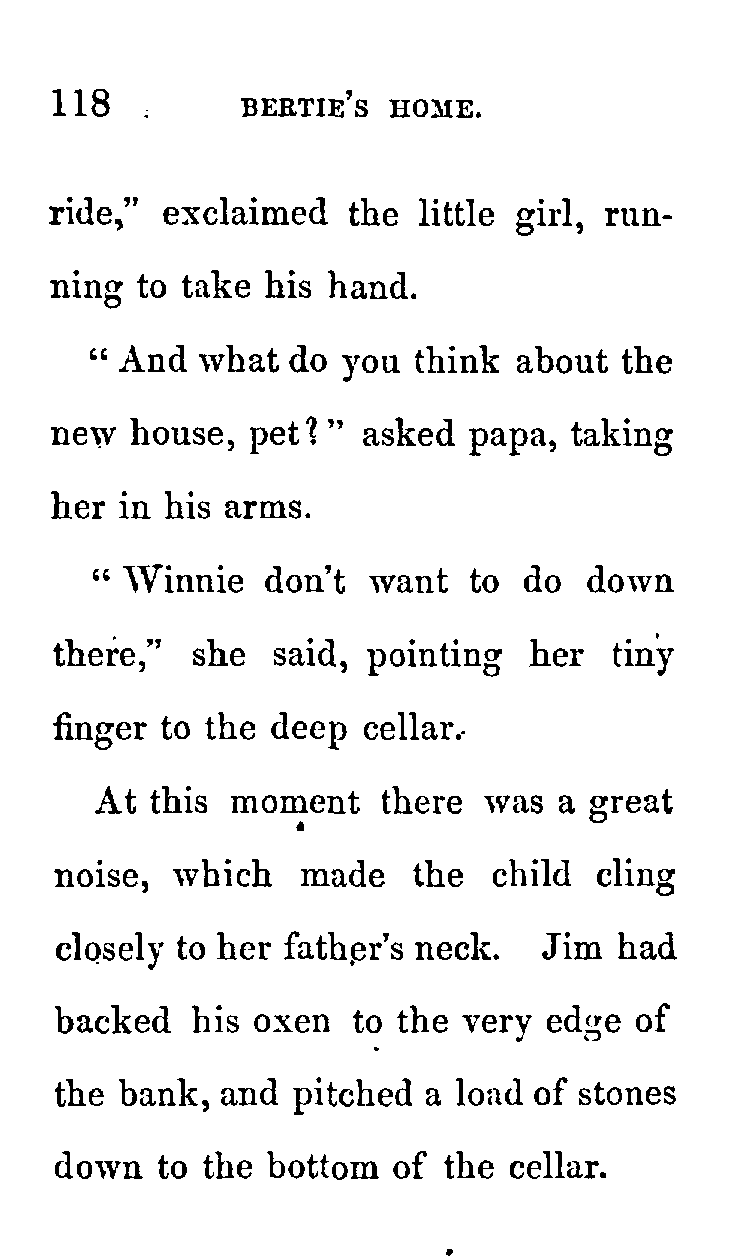 118 BERTIE'S HOME.
ride," exclaimed the little girl, run-
ning to take his hand.
" And what do you think about the
new house, pet? " asked papa, taking
her in his arms.
" Winnie don't want to do down
there," she said, pointing her tiny
finger to the deep cellar.
At this moment there was a great
noise, which made the child cling
closely to her father's neck. Jim had
backed his oxen to the very edge of
the bank, and pitched a load of stones
down to the bottom of the cellar.